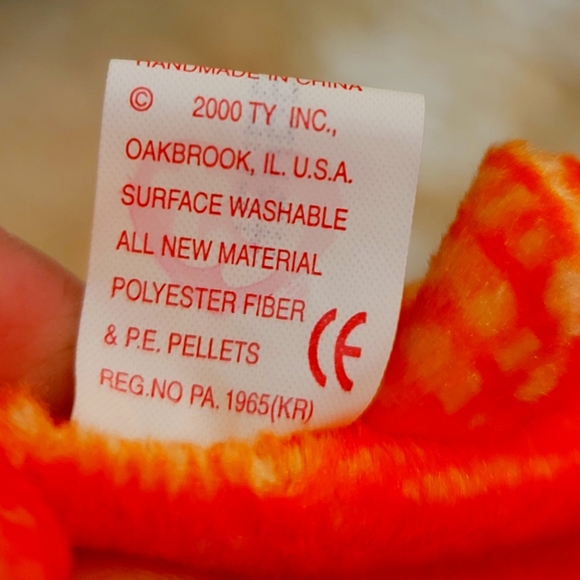 HANDMADE IN CHINA
© 2000 TY INC.,
OAKBROOK, IL. U.S.A.
SURFACE WASHABLE
ALL NEW MATERIAL
POLYESTER FIBER
& P.E. PELLETS
REG.NO PA. 1965(KR)
CE